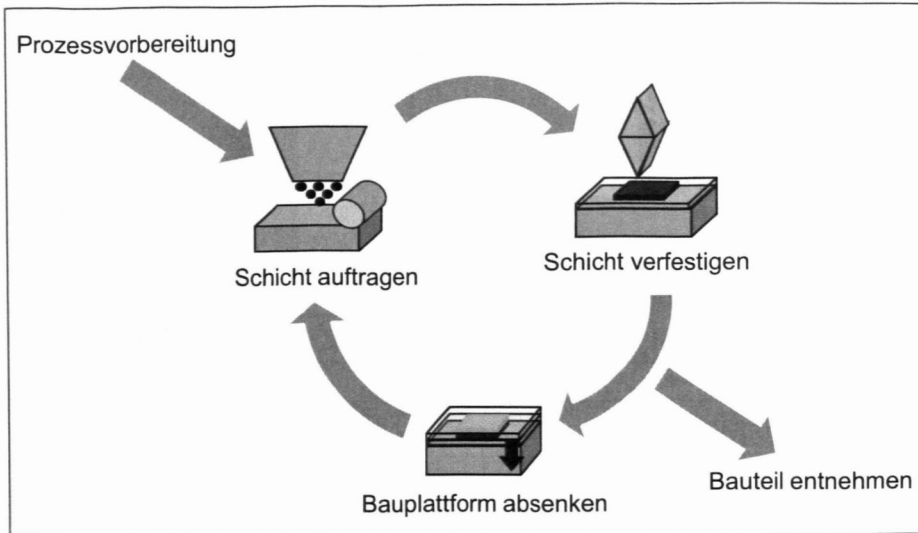 Prozessvorbereitung
Schicht auftragen
Schicht verfestigen
Bauplattform absenken
Bauteil entnehmen